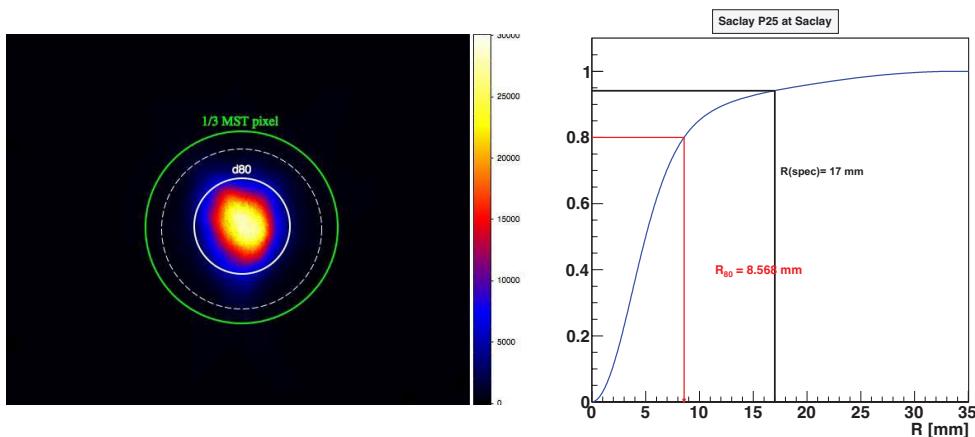 1/3 MST pixel
d80
30000
25000
20000
15000
10000
5000
0
Saclay P25 at Saclay
1
0.8
0.6
0.4
0.2
0
R(spec)= 17 mm
R80 = 8.568 mm
0 5 10 15 20 25 30 35
R [mm]